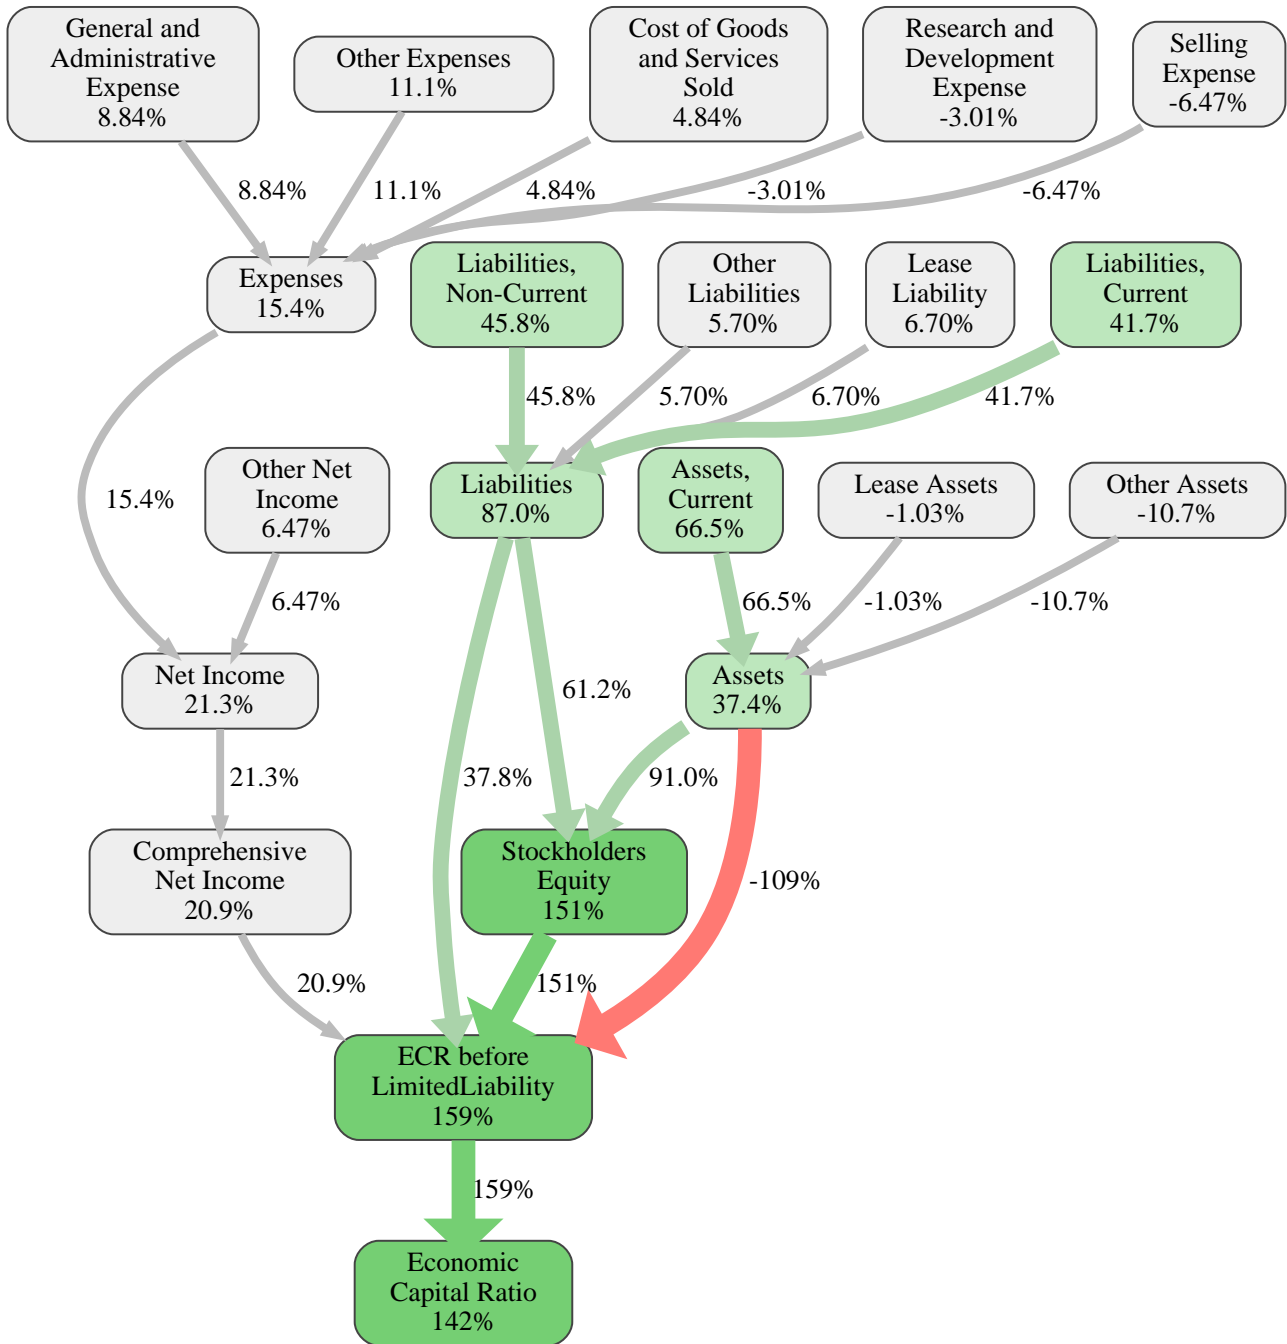 General and
Administrative
Expense
8.84%
Other Expenses
11.1%
Cost of Goods
and Services
Sold
4.84%
Research and
Development
Expense
-3.01%
Selling
Expense
-6.47%
8.84%
11.1%
4.84%
-3.01%
-6.47%
Expenses
15.4%
Liabilities,
Non-Current
45.8%
Other
Liabilities
5.70%
Lease
Liability
6.70%
Liabilities,
Current
41.7%
45.8%
5.70%
6.70%
41.7%
15.4%
Other Net
Income
6.47%
Liabilities
87.0%
Assets,
Current
66.5%
Lease Assets
-1.03%
Other Assets
-10.7%
6.47%
66.5%
-1.03%
-10.7%
Net Income
21.3%
61.2%
Assets
37.4%
21.3%
37.8%
91.0%
Comprehensive
Net Income
20.9%
Stockholders
Equity
151%
-109%
20.9%
151%
ECR before
LimitedLiability
159%
159%
Economic
Capital Ratio
142%